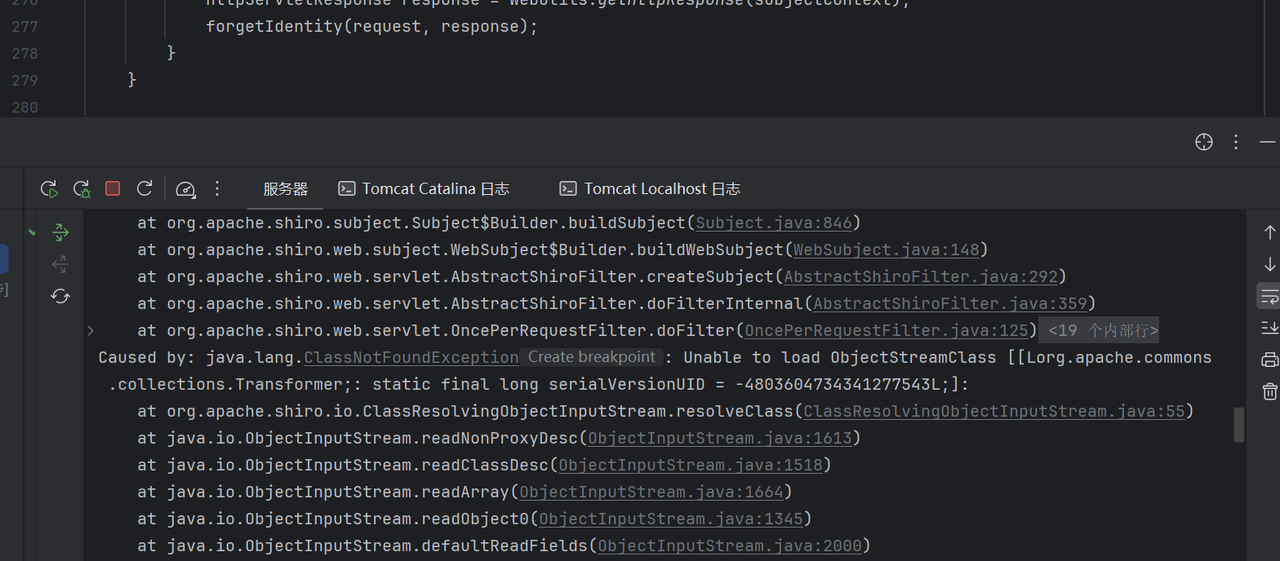 276 HttpServletResponse response = WebUtils.getHttpResponse(subjectContext);
277 forgetIdentity(request, response);
278 }
279 }
280
服务器 Tomcat Catalina 日志 Tomcat Localhost 日志
at org.apache.shiro.subject.Subject$Builder.buildSubject(Subject.java:846)
at org.apache.shiro.web.subject.WebSubject$Builder.buildWebSubject(WebSubject.java:148)
at org.apache.shiro.web.servlet.AbstractShiroFilter.createSubject(AbstractShiroFilter.java:292)
at org.apache.shiro.web.servlet.AbstractShiroFilter.doFilterInternal(AbstractShiroFilter.java:359)
at org.apache.shiro.web.servlet.OncePerRequestFilter.doFilter(OncePerRequestFilter.java:125) <19 个内部行>
Caused by: java.lang.ClassNotFoundException Create breakpoint : Unable to load ObjectStreamClass [[Lorg.apache.commons
.collections.Transformer;: static final long serialVersionUID = -4803604734341277543L;]:
at org.apache.shiro.io.ClassResolvingObjectInputStream.resolveClass(ClassResolvingObjectInputStream.java:55)
at java.io.ObjectInputStream.readNonProxyDesc(ObjectInputStream.java:1613)
at java.io.ObjectInputStream.readClassDesc(ObjectInputStream.java:1518)
at java.io.ObjectInputStream.readArray(ObjectInputStream.java:1664)
at java.io.ObjectInputStream.readObject0(ObjectInputStream.java:1345)
at java.io.ObjectInputStream.defaultReadFields(ObjectInputStream.java:2000)